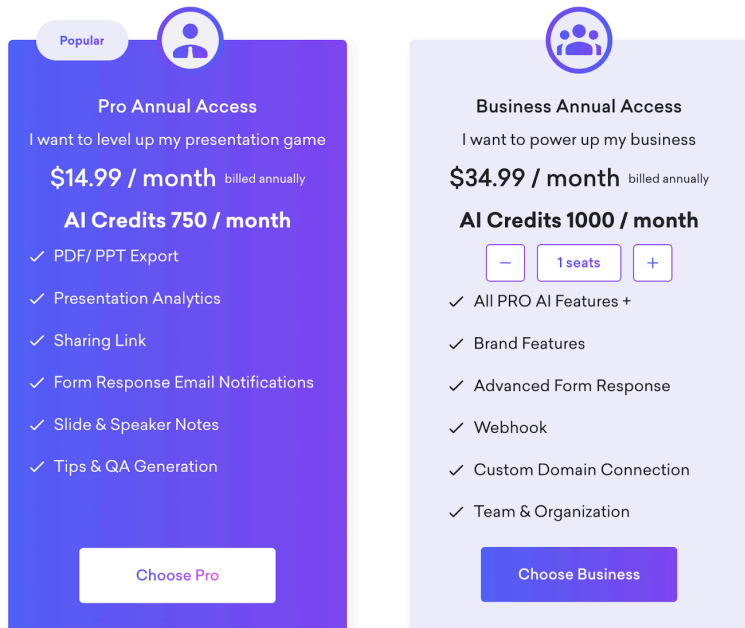 Popular
Pro Annual Access
I want to level up my presentation game
$14.99 / month billed annually
AI Credits 750 / month
PDF/ PPT Export
Presentation Analytics
Sharing Link
Form Response Email Notifications
Slide & Speaker Notes
Tips & QA Generation
Choose Pro
Business Annual Access
I want to power up my business
$34.99 / month billed annually
AI Credits 1000 / month
− 1 seats +
All PRO AI Features +
Brand Features
Advanced Form Response
Webhook
Custom Domain Connection
Team & Organization
Choose Business